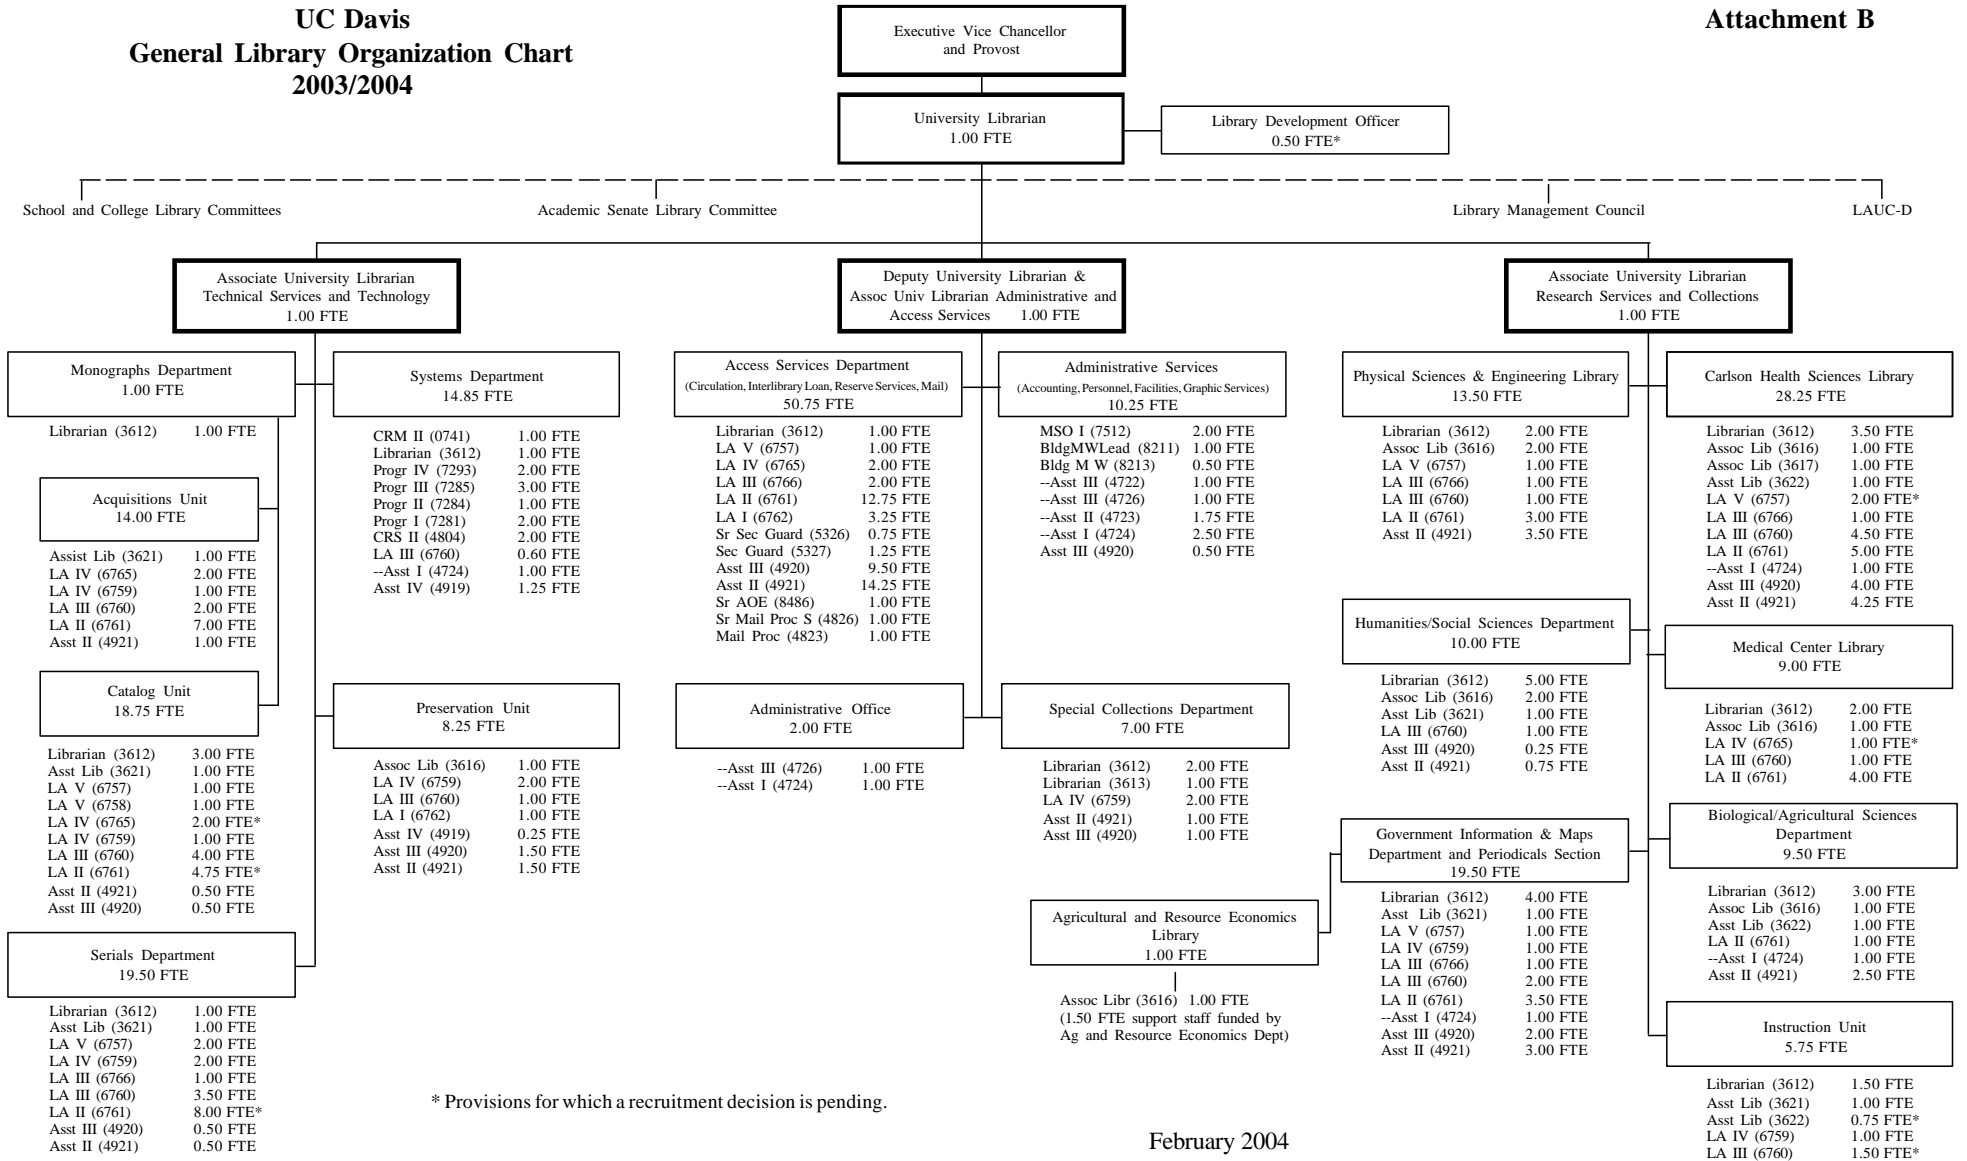 UC Davis
General Library Organization Chart
2003/2004
Attachment B
Executive Vice Chancellor
and Provost
University Librarian
1.00 FTE
Library Development Officer
0.50 FTE*
School and College Library Committees
Academic Senate Library Committee
Library Management Council
LAUC-D
Associate University Librarian
Technical Services and Technology
1.00 FTE
Monographs Department
1.00 FTE
Librarian (3612) 1.00 FTE
Acquisitions Unit
14.00 FTE
Assist Lib (3621) 1.00 FTE
LA IV (6765) 2.00 FTE
LA IV (6759) 1.00 FTE
LA III (6760) 2.00 FTE
LA II (6761) 7.00 FTE
Asst II (4921) 1.00 FTE
Catalog Unit
18.75 FTE
Librarian (3612) 3.00 FTE
Asst Lib (3621) 1.00 FTE
LA V (6757) 1.00 FTE
LA V (6758) 1.00 FTE
LA IV (6765) 2.00 FTE*
LA IV (6759) 1.00 FTE
LA III (6760) 4.00 FTE
LA II (6761) 4.75 FTE*
Asst II (4921) 0.50 FTE
Asst III (4920) 0.50 FTE
Serials Department
19.50 FTE
Librarian (3612) 1.00 FTE
Asst Lib (3621) 1.00 FTE
LA V (6757) 2.00 FTE
LA IV (6759) 2.00 FTE
LA III (6766) 1.00 FTE
LA III (6760) 3.50 FTE
LA II (6761) 8.00 FTE*
Asst III (4920) 0.50 FTE
Asst II (4921) 0.50 FTE
Systems Department
14.85 FTE
CRM II (0741) 1.00 FTE
Librarian (3612) 1.00 FTE
Progr IV (7293) 2.00 FTE
Progr III (7285) 3.00 FTE
Progr II (7284) 1.00 FTE
Progr I (7281) 2.00 FTE
CRS II (4804) 2.00 FTE
LA III (6760) 0.60 FTE
--Asst I (4724) 1.00 FTE
Asst IV (4919) 1.25 FTE
Preservation Unit
8.25 FTE
Assoc Lib (3616) 1.00 FTE
LA IV (6759) 2.00 FTE
LA III (6760) 1.00 FTE
LA I (6762) 1.00 FTE
Asst IV (4919) 0.25 FTE
Asst III (4920) 1.50 FTE
Asst II (4921) 1.50 FTE
Deputy University Librarian &
Assoc Univ Librarian Administrative and
Access Services 1.00 FTE
Access Services Department
(Circulation, Interlibrary Loan, Reserve Services, Mail)
50.75 FTE
Librarian (3612) 1.00 FTE
LA V (6757) 1.00 FTE
LA IV (6765) 2.00 FTE
LA III (6766) 2.00 FTE
LA II (6761) 12.75 FTE
LA I (6762) 3.25 FTE
Sr Sec Guard (5326) 0.75 FTE
Sec Guard (5327) 1.25 FTE
Asst III (4920) 9.50 FTE
Asst II (4921) 14.25 FTE
Sr AOE (8486) 1.00 FTE
Sr Mail Proc S (4826) 1.00 FTE
Mail Proc (4823) 1.00 FTE
Administrative Services
(Accounting, Personnel, Facilities, Graphic Services)
10.25 FTE
MSO I (7512) 2.00 FTE
BldgMWLead (8211) 1.00 FTE
Bldg M W (8213) 0.50 FTE
--Asst III (4722) 1.00 FTE
--Asst III (4726) 1.00 FTE
--Asst II (4723) 1.75 FTE
--Asst I (4724) 2.50 FTE
Asst III (4920) 0.50 FTE
Administrative Office
2.00 FTE
--Asst III (4726) 1.00 FTE
--Asst I (4724) 1.00 FTE
Special Collections Department
7.00 FTE
Librarian (3612) 2.00 FTE
Librarian (3613) 1.00 FTE
LA IV (6759) 2.00 FTE
Asst II (4921) 1.00 FTE
Asst III (4920) 1.00 FTE
Associate University Librarian
Research Services and Collections
1.00 FTE
Physical Sciences & Engineering Library
13.50 FTE
Librarian (3612) 2.00 FTE
Assoc Lib (3616) 2.00 FTE
LA V (6757) 1.00 FTE
LA III (6766) 1.00 FTE
LA III (6760) 1.00 FTE
LA II (6761) 3.00 FTE
Asst II (4921) 3.50 FTE
Humanities/Social Sciences Department
10.00 FTE
Librarian (3612) 5.00 FTE
Assoc Lib (3616) 2.00 FTE
Asst Lib (3621) 1.00 FTE
LA III (6760) 1.00 FTE
Asst III (4920) 0.25 FTE
Asst II (4921) 0.75 FTE
Government Information & Maps
Department and Periodicals Section
19.50 FTE
Librarian (3612) 4.00 FTE
Asst Lib (3621) 1.00 FTE
LA V (6757) 1.00 FTE
LA IV (6759) 1.00 FTE
LA III (6766) 1.00 FTE
LA III (6760) 2.00 FTE
LA II (6761) 3.50 FTE
--Asst I (4724) 1.00 FTE
Asst III (4920) 2.00 FTE
Asst II (4921) 3.00 FTE
Agricultural and Resource Economics
Library
1.00 FTE
Assoc Libr (3616) 1.00 FTE
(1.50 FTE support staff funded by
Ag and Resource Economics Dept)
Carlson Health Sciences Library
28.25 FTE
Librarian (3612) 3.50 FTE
Assoc Lib (3616) 1.00 FTE
Assoc Lib (3617) 1.00 FTE
Asst Lib (3622) 1.00 FTE
LA V (6757) 2.00 FTE*
LA III (6766) 1.00 FTE
LA III (6760) 4.50 FTE
LA II (6761) 5.00 FTE
--Asst I (4724) 1.00 FTE
Asst III (4920) 4.00 FTE
Asst II (4921) 4.25 FTE
Medical Center Library
9.00 FTE
Librarian (3612) 2.00 FTE
Assoc Lib (3616) 1.00 FTE
LA IV (6765) 1.00 FTE*
LA III (6760) 1.00 FTE
LA II (6761) 4.00 FTE
Biological/Agricultural Sciences
Department
9.50 FTE
Librarian (3612) 3.00 FTE
Assoc Lib (3616) 1.00 FTE
Asst Lib (3622) 1.00 FTE
LA II (6761) 1.00 FTE
--Asst I (4724) 1.00 FTE
Asst II (4921) 2.50 FTE
Instruction Unit
5.75 FTE
Librarian (3612) 1.50 FTE
Asst Lib (3621) 1.00 FTE
Asst Lib (3622) 0.75 FTE*
LA IV (6759) 1.00 FTE
LA III (6760) 1.50 FTE*
* Provisions for which a recruitment decision is pending.
February 2004